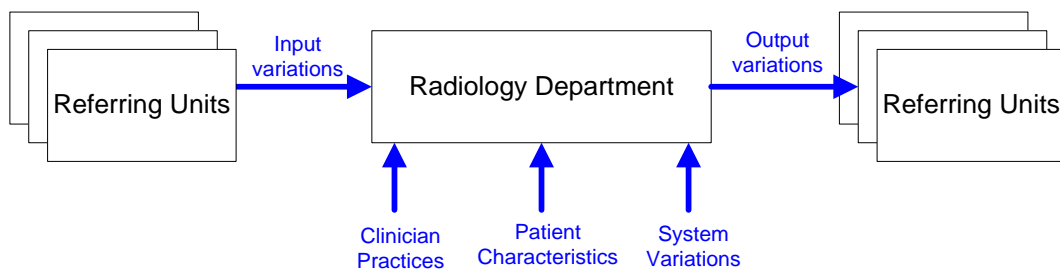 Referring Units
Input
variations
Radiology Department
Output
variations
Referring Units
Clinician
Practices
Patient
Characteristics
System
Variations